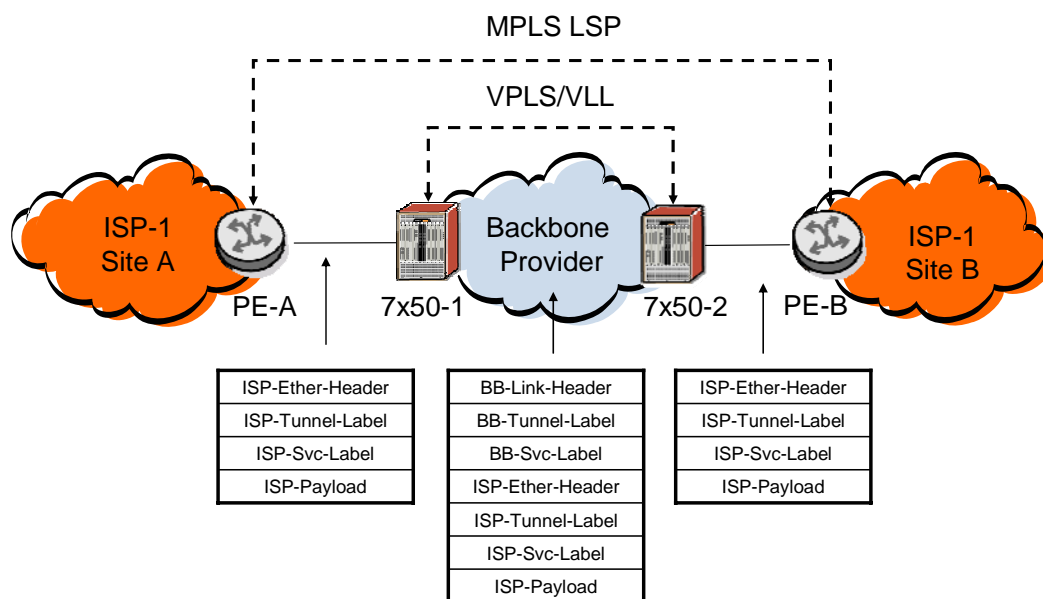 MPLS LSP
VPLS/VLL
ISP-1
Site A
Backbone
Provider
ISP-1
Site B
PE-A
7x50-1
7x50-2
PE-B
ISP-Ether-Header
ISP-Tunnel-Label
ISP-Svc-Label
ISP-Payload
BB-Link-Header
BB-Tunnel-Label
BB-Svc-Label
ISP-Ether-Header
ISP-Tunnel-Label
ISP-Svc-Label
ISP-Payload
ISP-Ether-Header
ISP-Tunnel-Label
ISP-Svc-Label
ISP-Payload